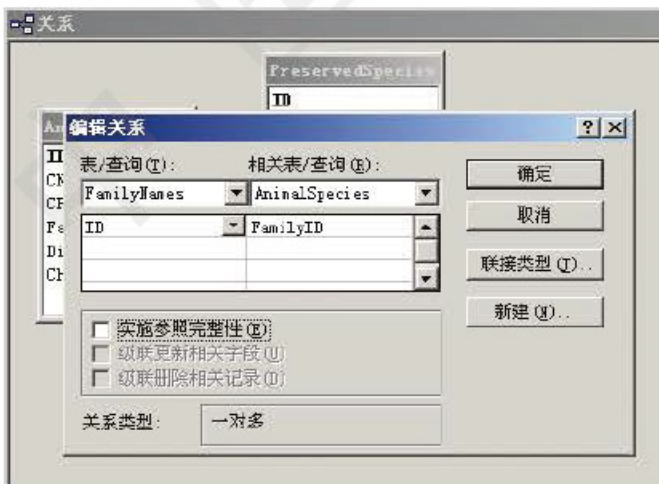 关系
PreservedSpecies
ID
编辑关系
表/查询(T): 相关表/查询(R):
FamilyNames AnimalSpecies
ID FamilyID
确定
取消
联接类型(J)..
新建(N)..
实施参照完整性(E)
级联更新相关字段(U)
级联删除相关记录(D)
关系类型: 一对多